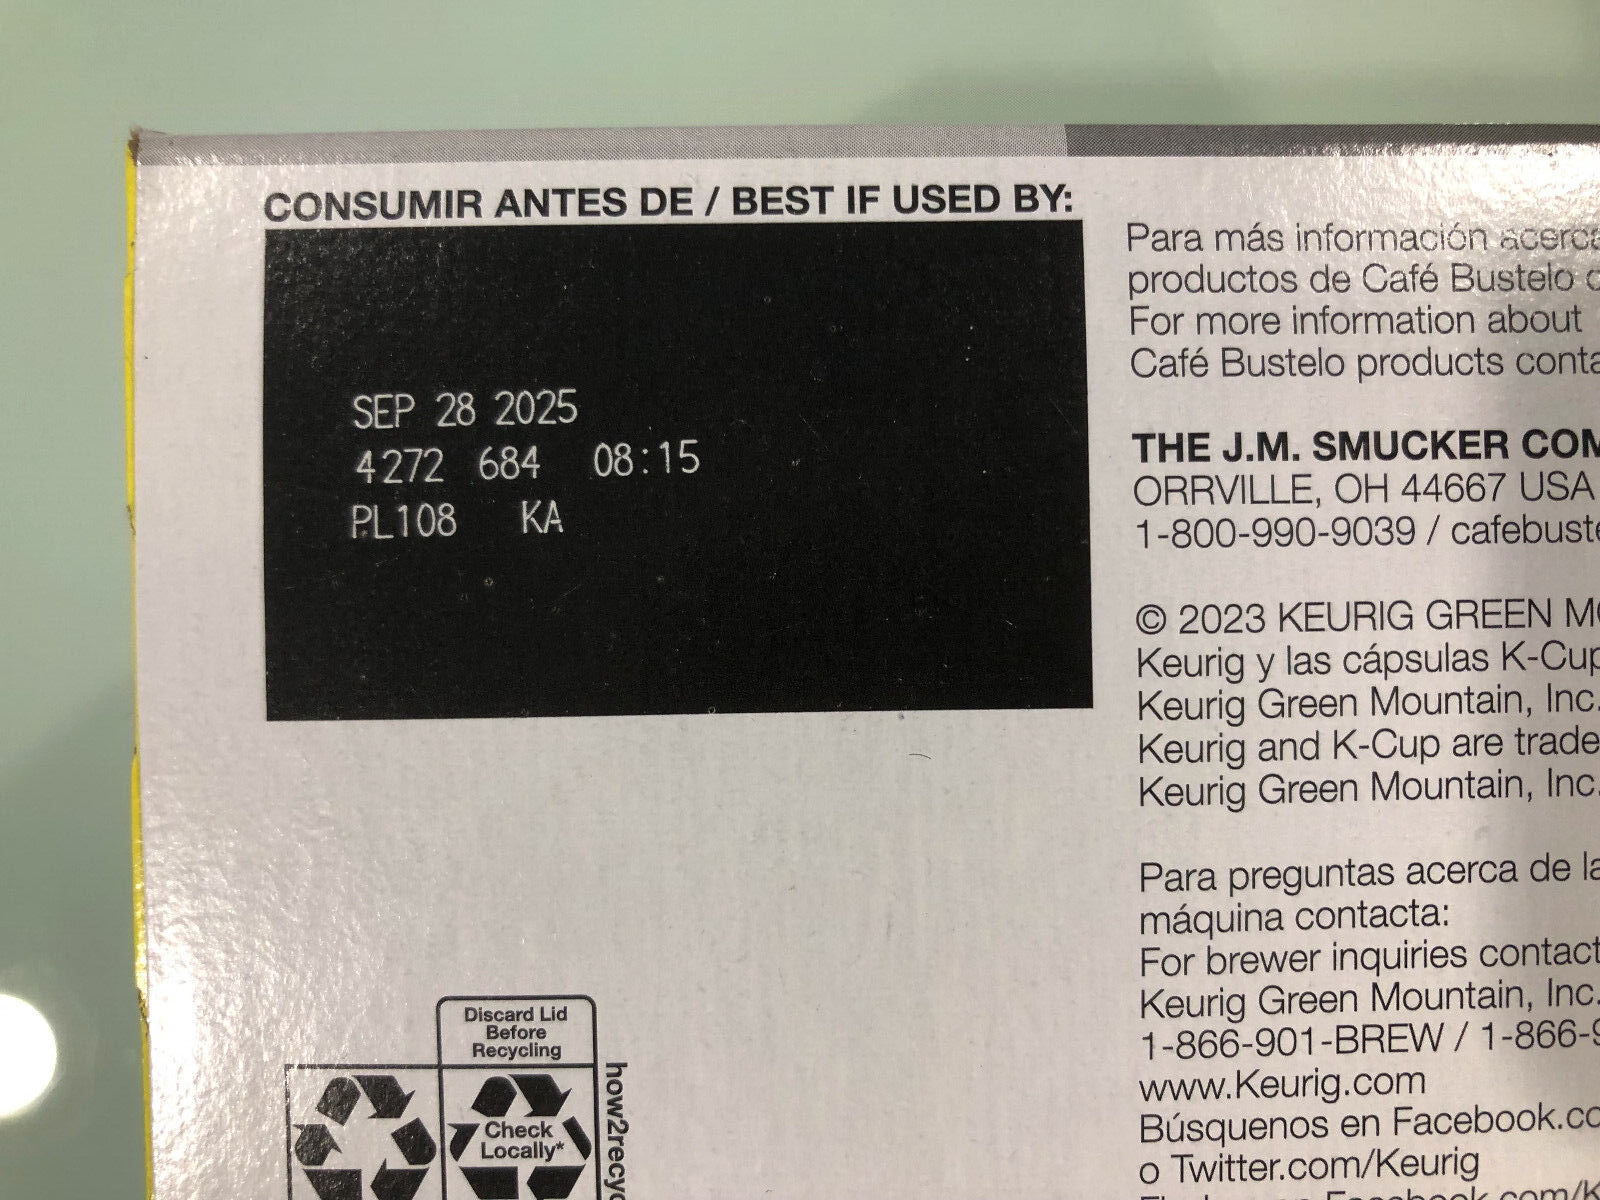 CONSUMIR ANTES DE / BEST IF USED BY:
SEP 28 2025
4272 684 08:15
PL108 KA
Para más información acerca
productos de Café Bustelo
For more information about
Café Bustelo products
THE J.M. SMUCKER
ORRVILLE, OH 44667 USA
1-800-990-9039 /
© 2023 KEURIG GREEN
Keurig y las cápsulas K-Cup
Keurig Green Mountain, Inc.
Keurig and K-Cup are
Keurig Green Mountain, Inc.
Para preguntas acerca de
máquina contacta:
For brewer inquiries contact
Keurig Green Mountain, Inc.
1-866-901-BREW /
www.Keurig.com
Búsquenos en
o Twitter.com/Keurig
Discard Lid
Before
Recycling
Check
Locally*